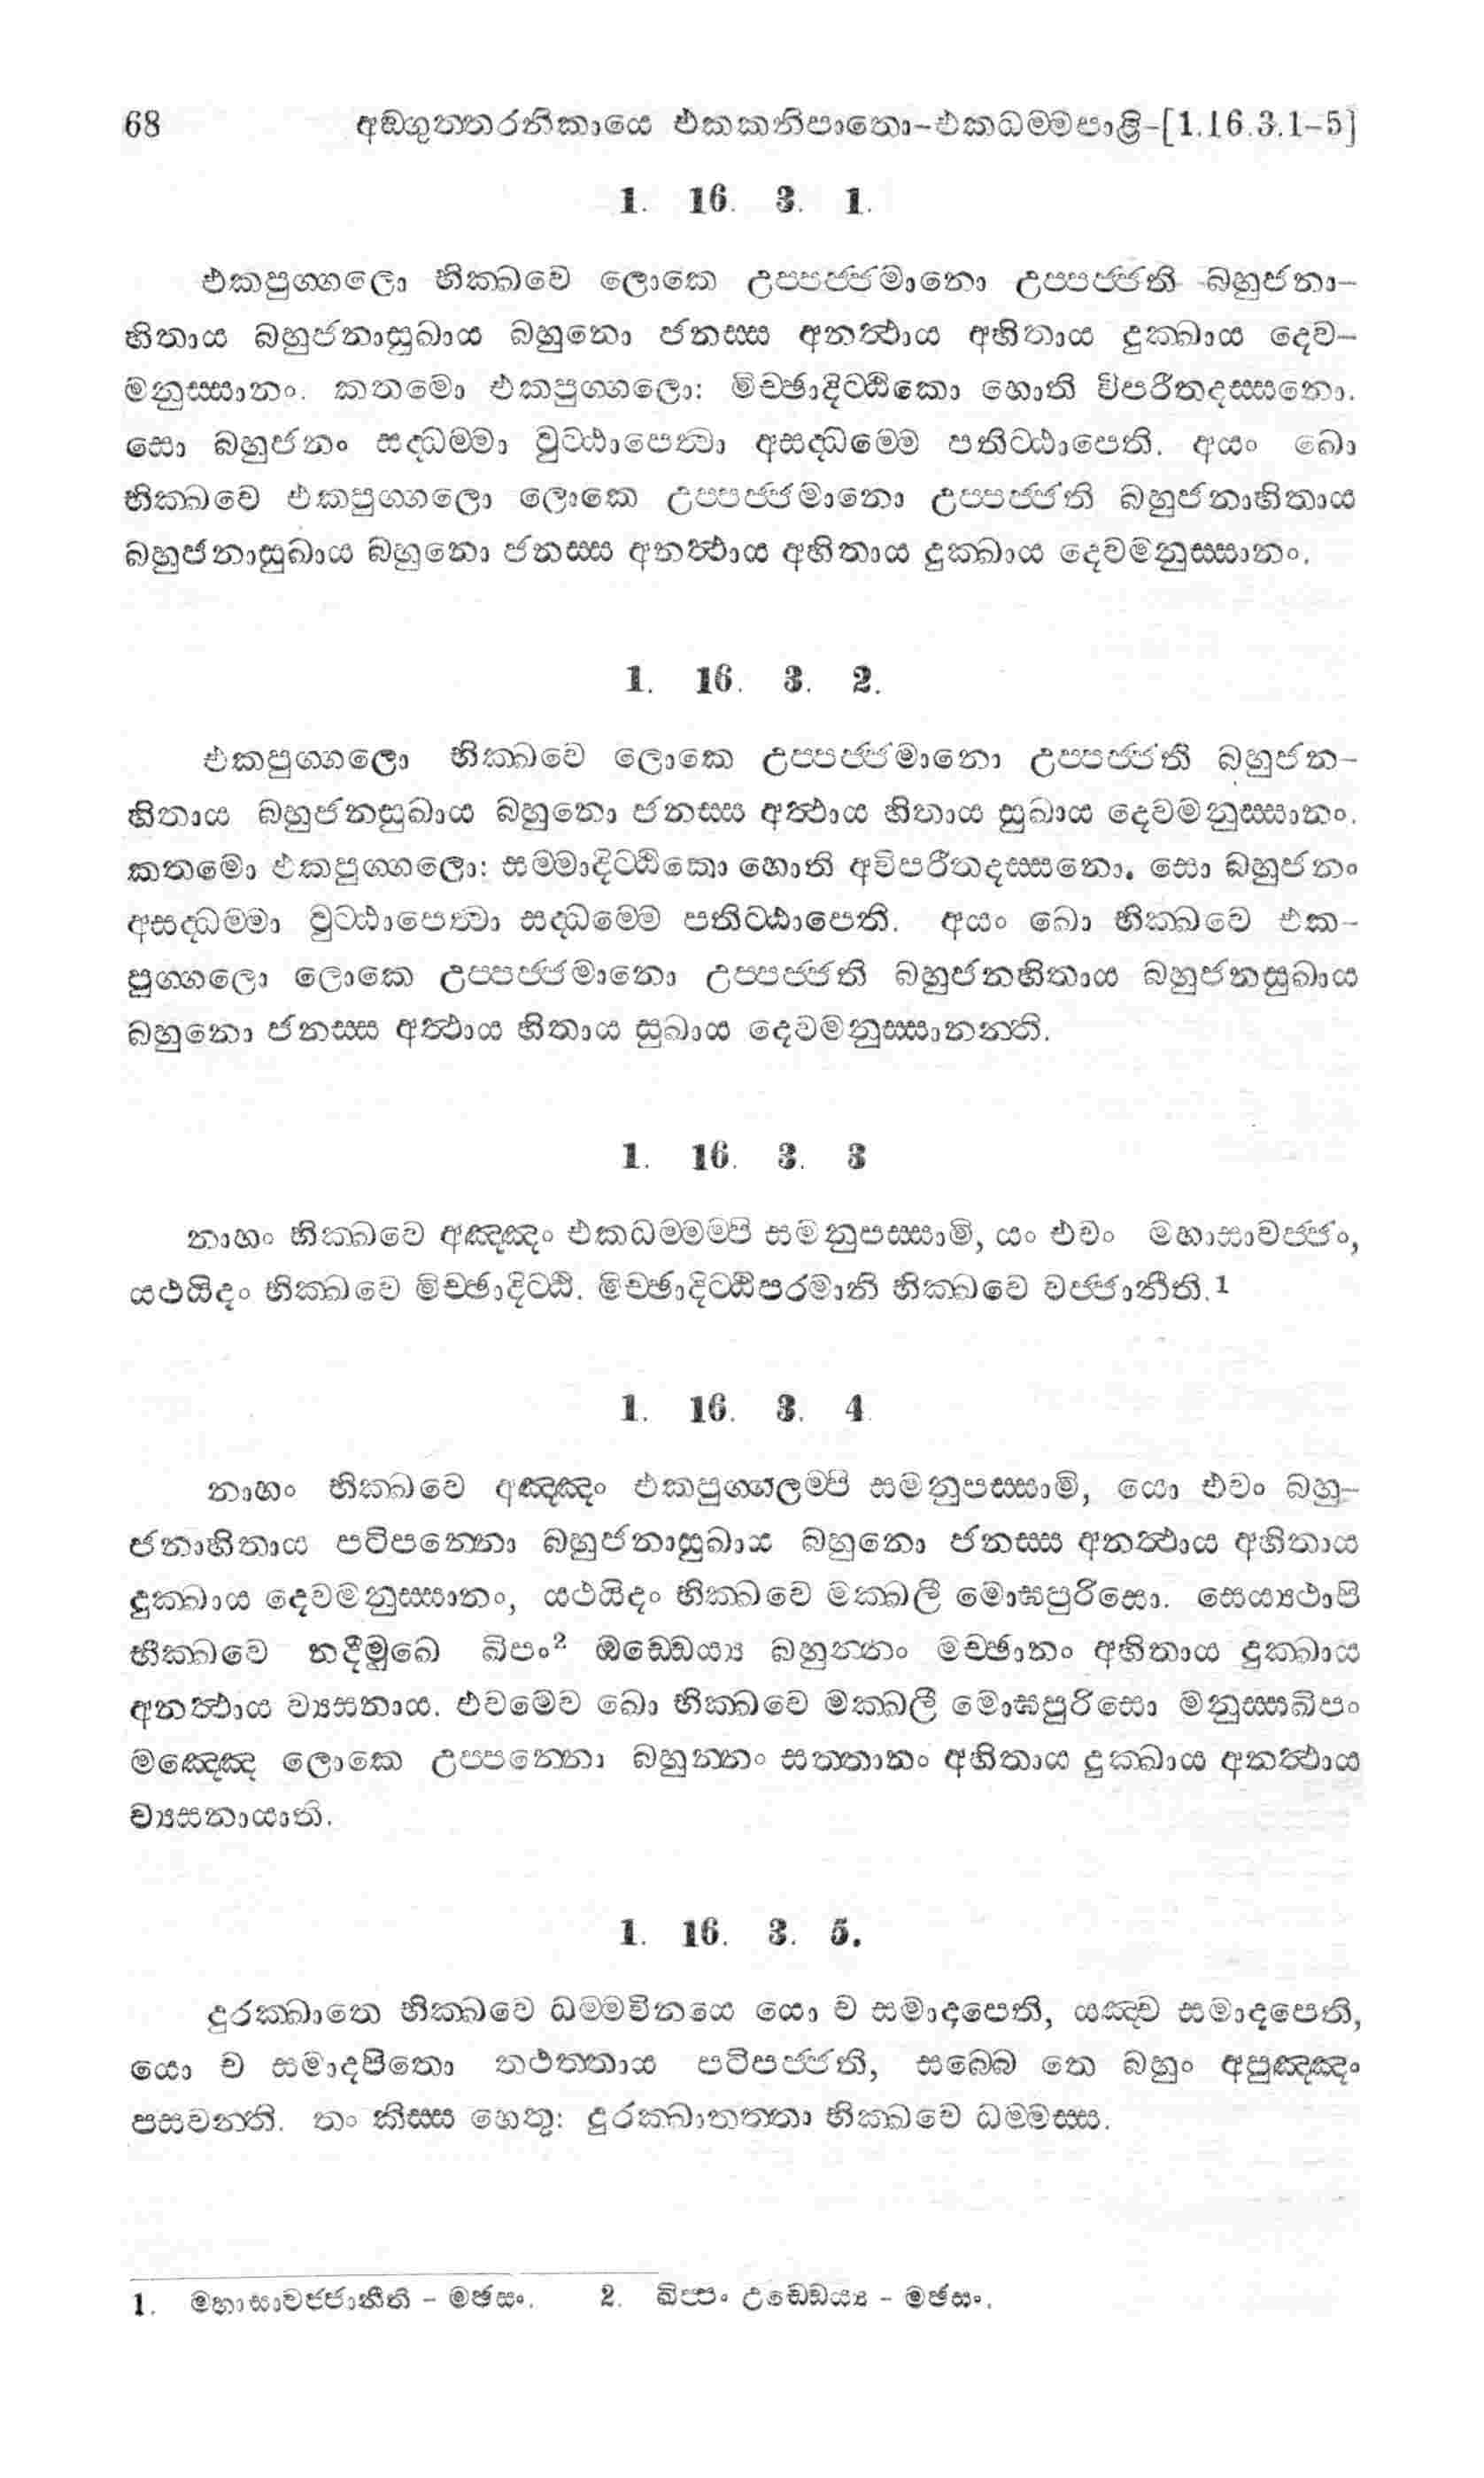 68 අඞ්ගුත්තරනිකායෙ එකකනිපාතො-එකධම්මපාළි-[1.16.3.1-5]
1. 16. 3. 1.
එකපුග්ගලො භික්ඛවෙ ලොකෙ උප්පජ්ජමානො උප්පජ්ජති බහුජනා-
හිතාය බහුජනාසුඛාය බහුනො ජනස්ස අනත්ථාය අහිතාය දුක්ඛාය දෙව-
මනුස්සානං. කතමො එකපුග්ගලො: මිච්ඡාදිට්ඨිකො හොති විපරීතදස්සනො.
සො බහුජනං සද්ධම්මා වුට්ඨාපෙත්වා අසද්ධම්මෙ පතිට්ඨාපෙති. අයං ඛො
භික්ඛවෙ එකපුග්ගලො ලොකෙ උප්පජ්ජමානො උප්පජ්ජති බහුජනාහිතාය
බහුජනාසුඛාය බහුනො ජනස්ස අනත්ථාය අහිතාය දුක්ඛාය දෙවමනුස්සානං.
1. 16. 3. 2.
එකපුග්ගලො භික්ඛවෙ ලොකෙ උප්පජ්ජමානො උප්පජ්ජති බහුජන-
හිතාය බහුජනසුඛාය බහුනො ජනස්ස අත්ථාය හිතාය සුඛාය දෙවමනුස්සානං.
කතමො එකපුග්ගලො: සම්මාදිට්ඨිකො හොති අවිපරීතදස්සනො. සො බහුජනං
අසද්ධම්මා වුට්ඨාපෙත්වා සද්ධම්මෙ පතිට්ඨාපෙති. අයං ඛො භික්ඛවෙ එක-
පුග්ගලො ලොකෙ උප්පජ්ජමානො උප්පජ්ජති බහුජනහිතාය බහුජනසුඛාය
බහුනො ජනස්ස අත්ථාය හිතාය සුඛාය දෙවමනුස්සානන්ති.
1. 16. 3. 3
නාහං භික්ඛවෙ අඤ්ඤං එකධම්මම්පි සමනුපස්සාමි, යං එවං මහාසාවජ්ජං,
යථයිදං භික්ඛවෙ මිච්ඡාදිට්ඨි. මිච්ඡාදිට්ඨිපරමානි භික්ඛවෙ වජ්ජානීති.1
1. 16. 3. 4
නාහං භික්ඛවෙ අඤ්ඤං එකපුග්ගලම්පි සමනුපස්සාමි, යො එවං බහු-
ජනාහිතාය පටිපන්නො බහුජනාසුඛාය බහුනො ජනස්ස අනත්ථාය අහිතාය
දුක්ඛාය දෙවමනුස්සානං, යථයිදං භික්ඛවෙ මක්ඛලී මොඝපුරිසො. සෙය්‍යථාපි
භික්ඛවෙ නදීමුඛෙ ඛිපං2 ඔඩ්ඩෙය්‍ය බහුන්නං මච්ඡානං අහිතාය දුක්ඛාය
අනත්ථාය ව්‍යසනාය. එවමෙව ඛො භික්ඛවෙ මක්ඛලී මොඝපුරිසො මනුස්සඛිපං
මඤ්ඤෙ ලොකෙ උප්පන්නො බහුන්නං සත්තානං අහිතාය දුක්ඛාය අනත්ථාය
ව්‍යසනායාති.
1. 16. 3. 5.
දුරක්ඛාතෙ භික්ඛවෙ ධම්මවිනයෙ යො ච සමාදපෙති, යඤ්ච සමාදපෙති,
යො ච සමාදපිතො තථත්තාය පටිපජ්ජති, සබ්බෙ තෙ බහුං අපුඤ්ඤං
පසවන්ති. තං කිස්ස හෙතු: දුරක්ඛාතත්තා භික්ඛවෙ ධම්මස්ස.
1. මහාසාවජ්ජානීති - මඡසං. 2. ඛිප්පං උඩ්ඩෙය්‍ය - මඡසං.